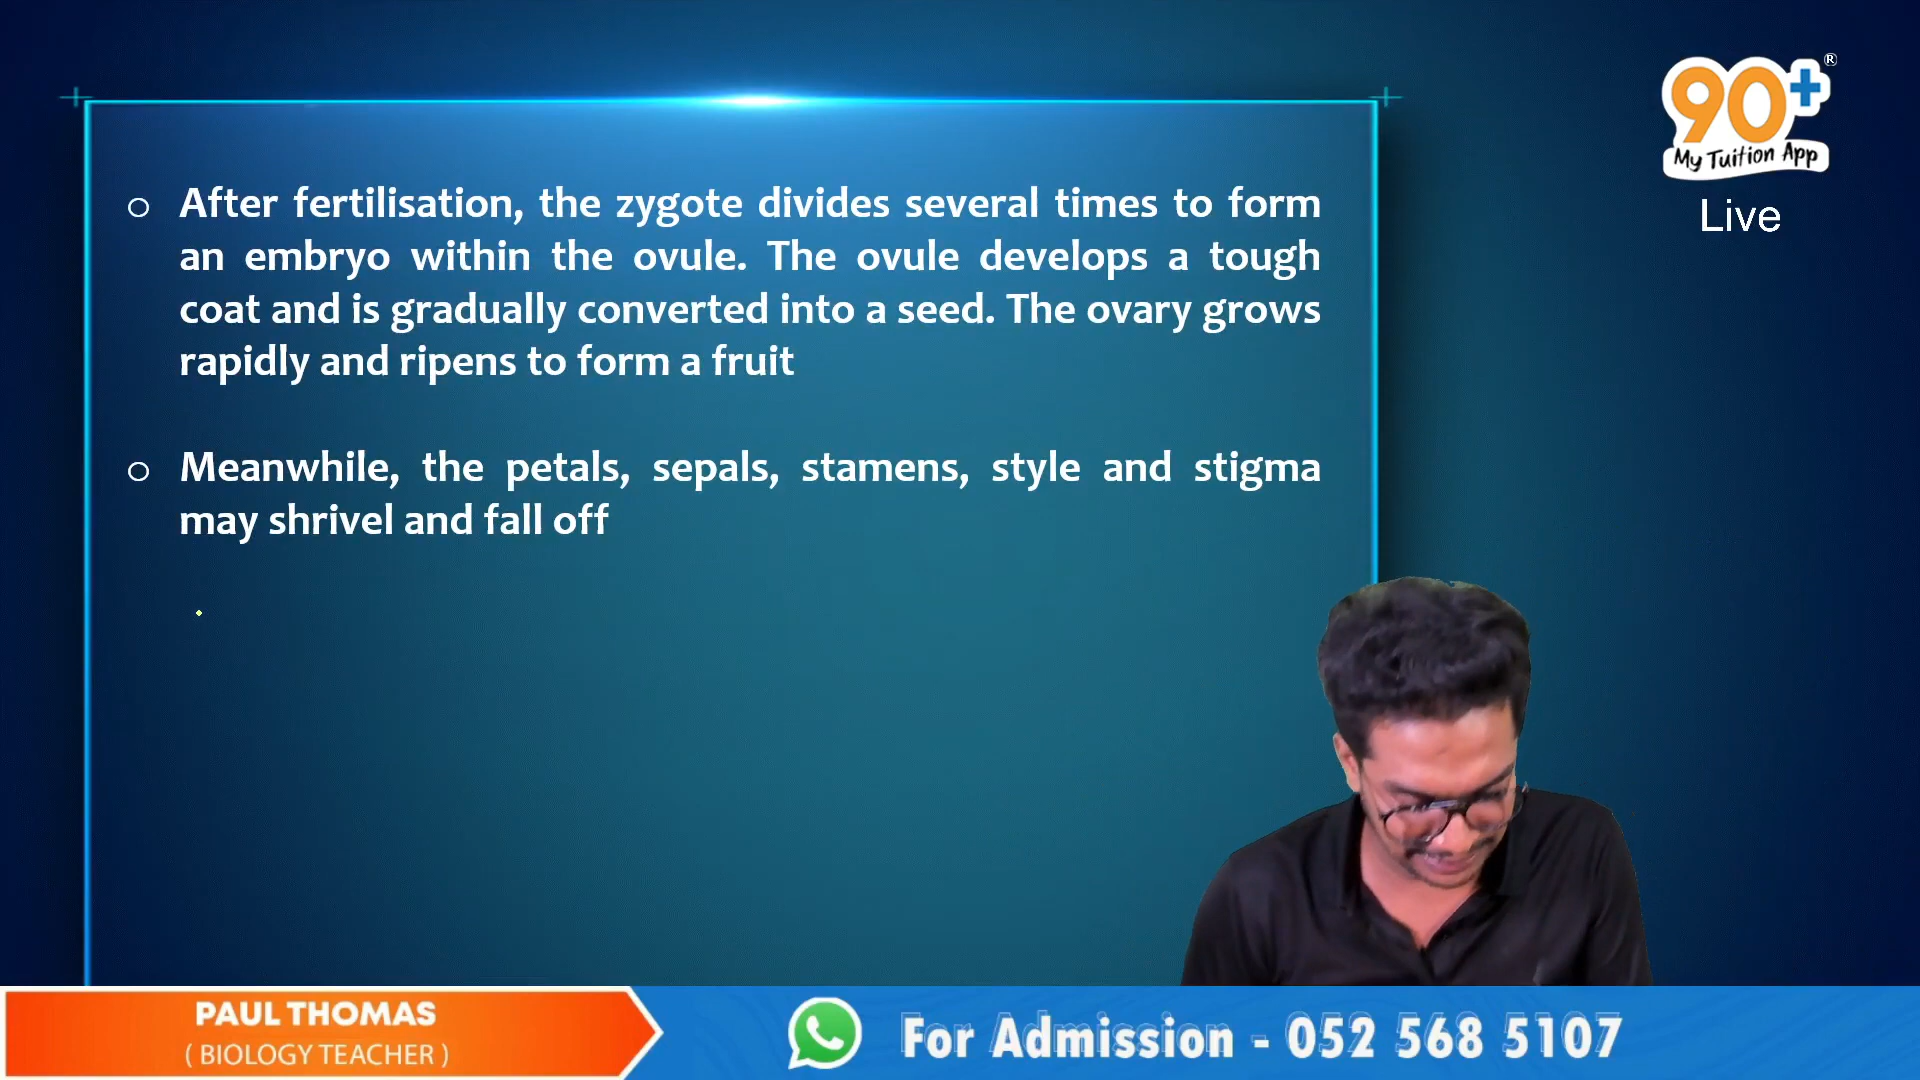 90+
®
My Tuition App
Live
After fertilisation, the zygote divides several times to form
an embryo within the ovule. The ovule develops a tough
coat and is gradually converted into a seed. The ovary grows
rapidly and ripens to form a fruit
Meanwhile, the petals, sepals, stamens, style and stigma
may shrivel and fall off
PAUL THOMAS
( BIOLOGY TEACHER )
For Admission - 052 568 5107